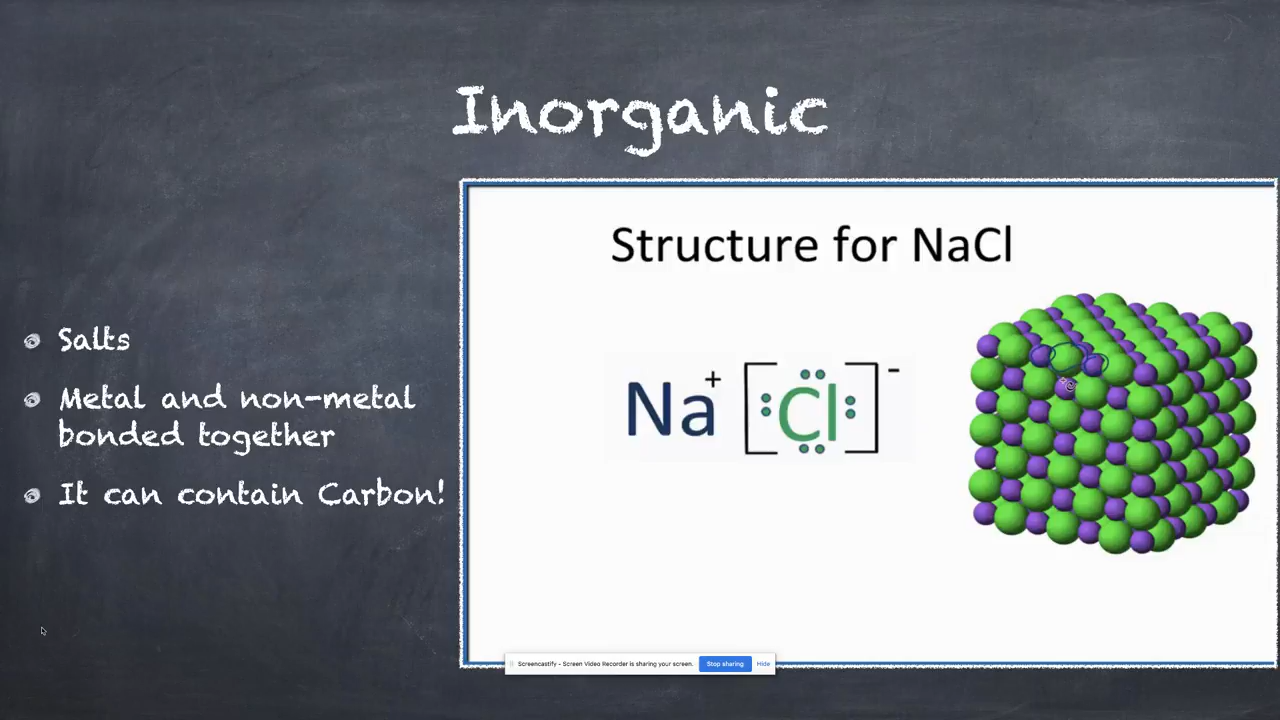 Inorganic
Structure for NaCl
Salts
Metal and non-metal
bonded together
It can contain Carbon!
Na+ [Cl]-
Screencastify - Screen Video Recorder is sharing your screen. Stop sharing Hide